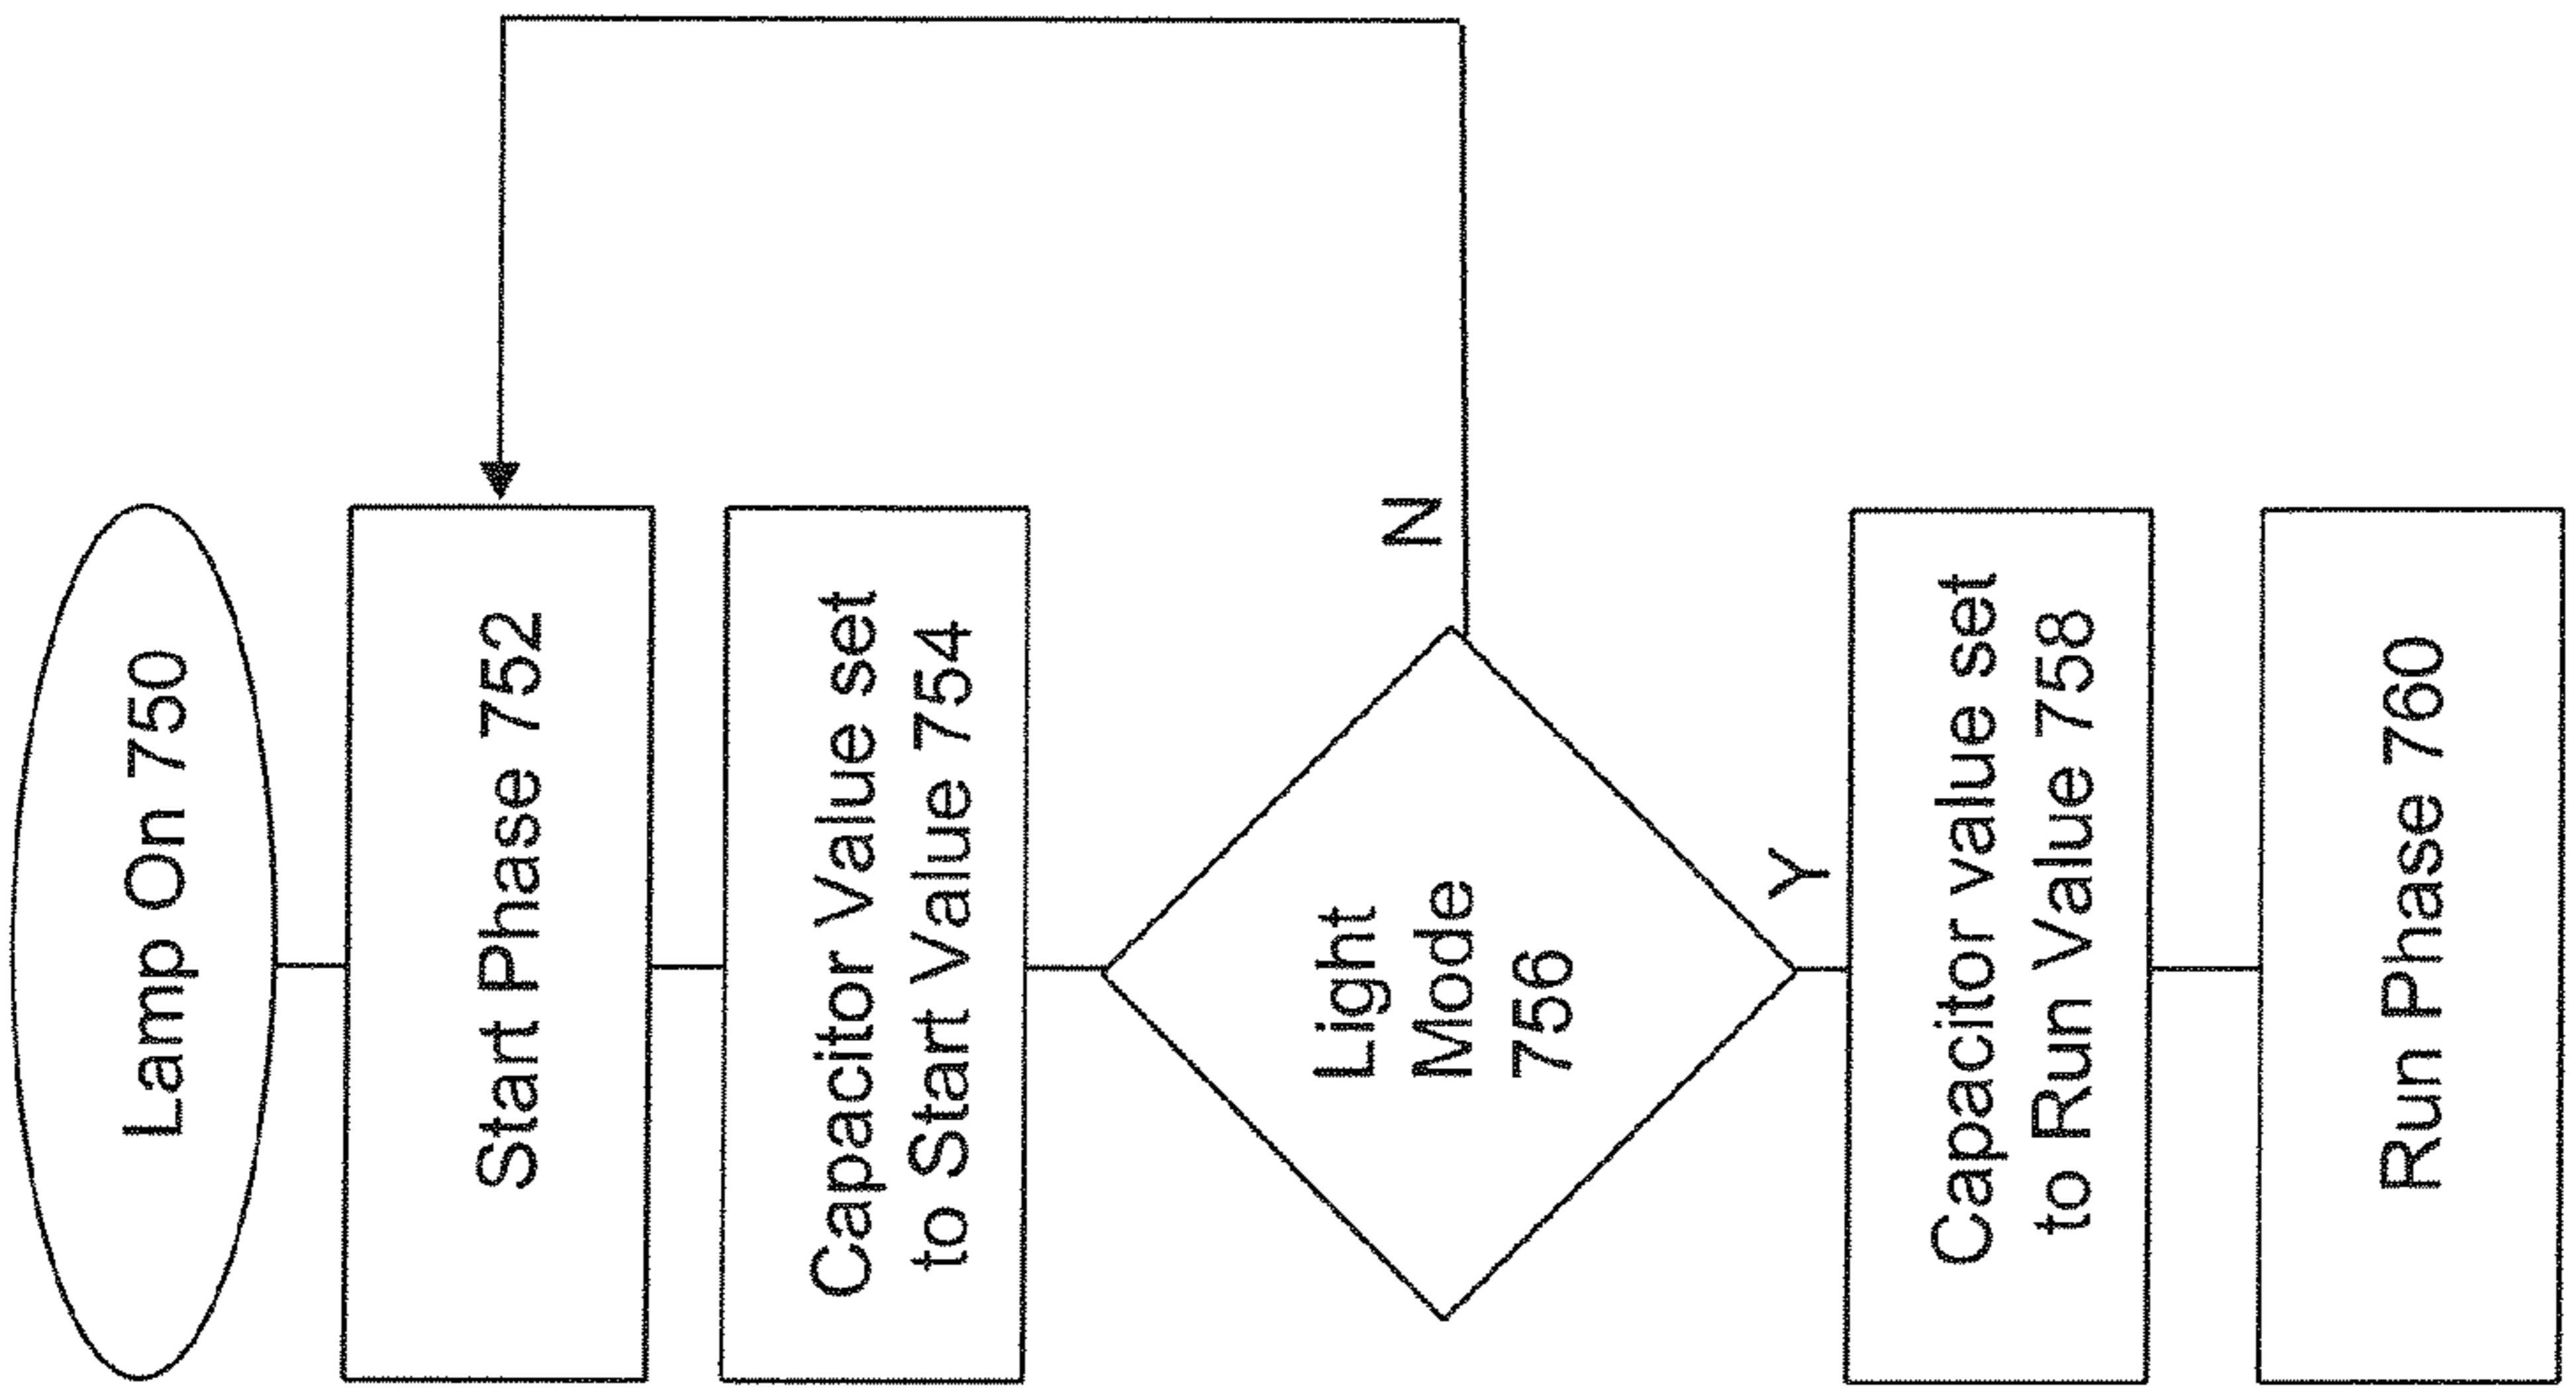 Lamp On 750
Start Phase 752
Capacitor Value set
to Start Value 754
Light
Mode
756
N
Y
Capacitor value set
to Run Value 758
Run Phase 760